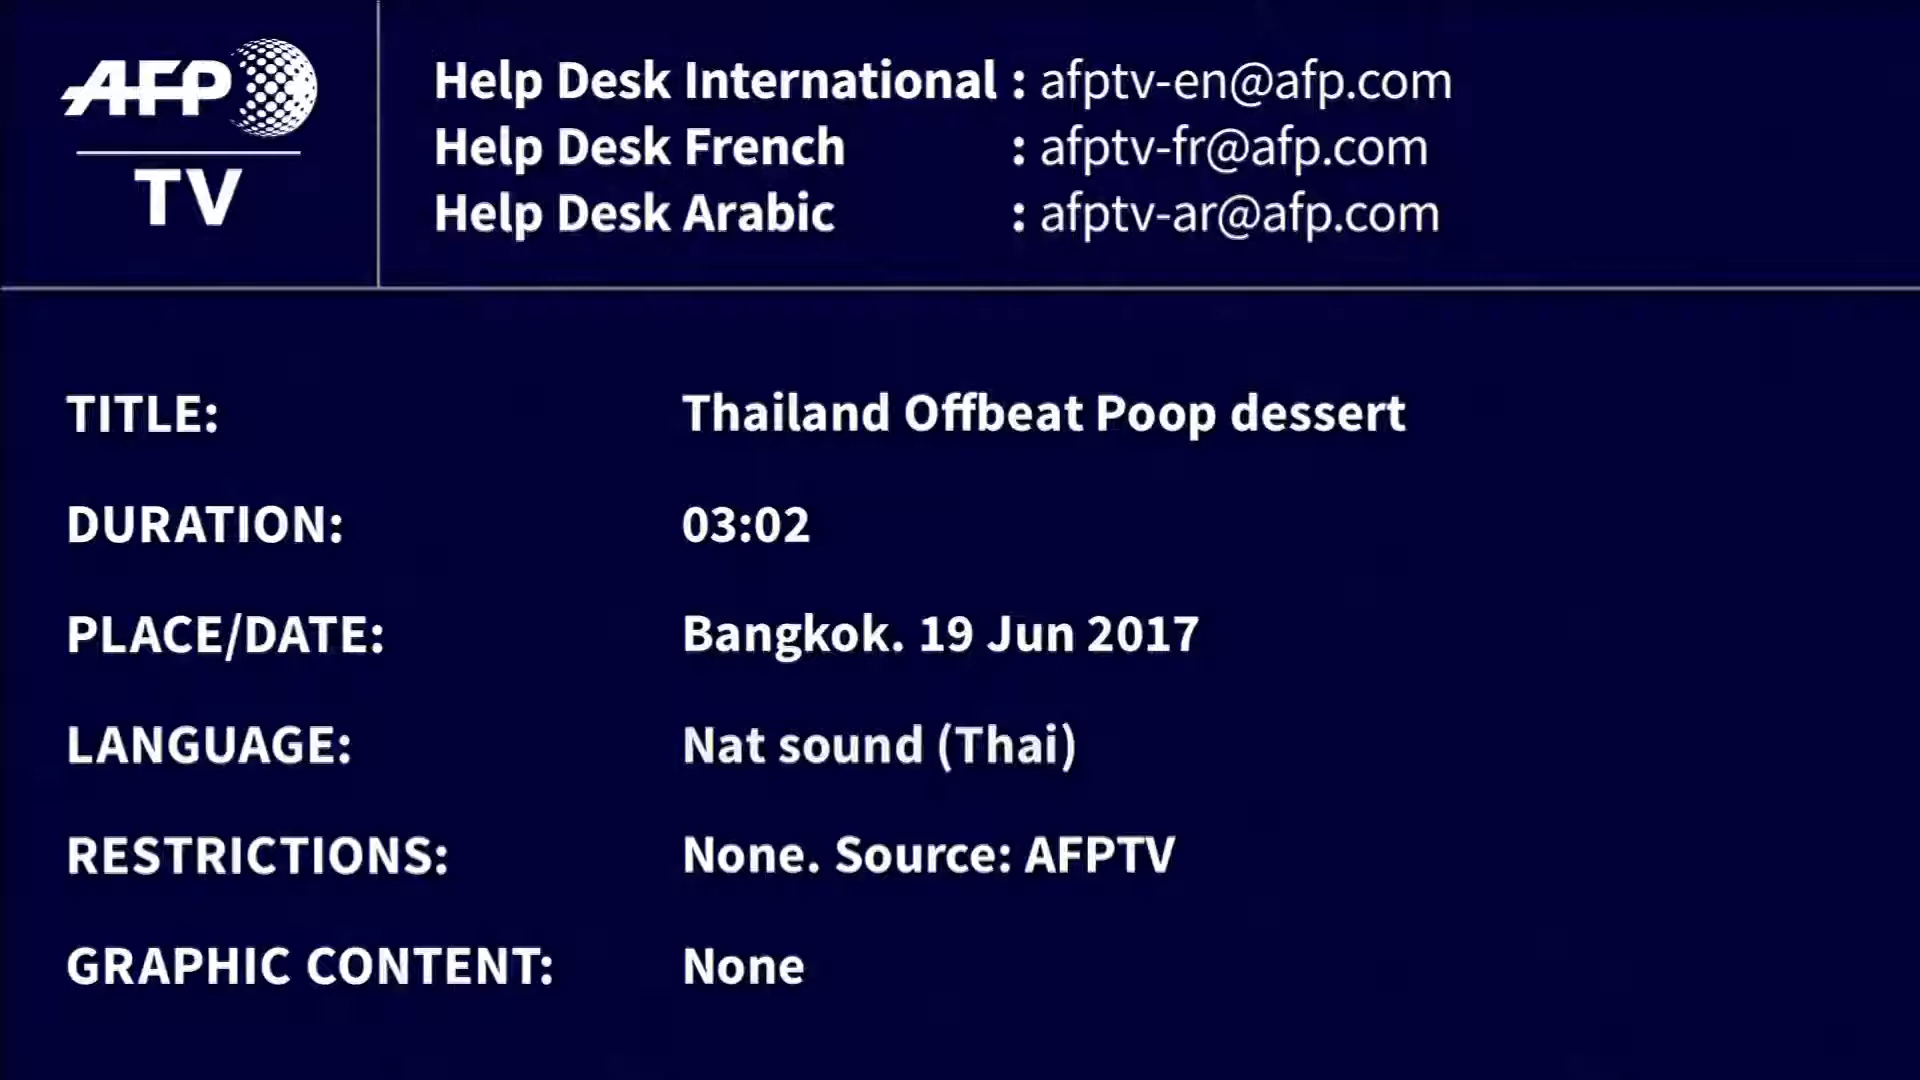 AFP
TV
Help Desk International : afptv-en@afp.com
Help Desk French : afptv-fr@afp.com
Help Desk Arabic : afptv-ar@afp.com
TITLE: Thailand Offbeat Poop dessert
DURATION: 03:02
PLACE/DATE: Bangkok. 19 Jun 2017
LANGUAGE: Nat sound (Thai)
RESTRICTIONS: None. Source: AFPTV
GRAPHIC CONTENT: None